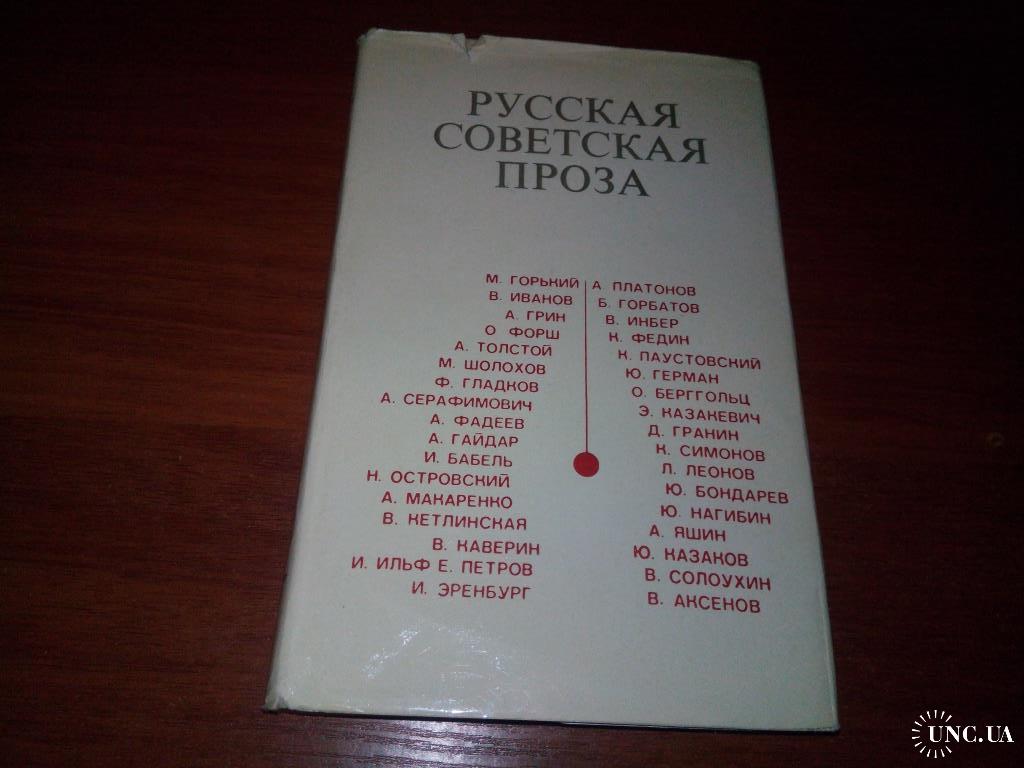 РУССКАЯ
СОВЕТСКАЯ
ПРОЗА
М. ГОРЬКИЙ
В. ИВАНОВ
А. ГРИН
О ФОРШ
А. ТОЛСТОЙ
М. ШОЛОХОВ
Ф. ГЛАДКОВ
А. СЕРАФИМОВИЧ
А. ФАДЕЕВ
А. ГАЙДАР
И. БАБЕЛЬ
Н. ОСТРОВСКИЙ
А. МАКАРЕНКО
В. КЕТЛИНСКАЯ
В. КАВЕРИН
И. ИЛЬФ Е. ПЕТРОВ
И. ЭРЕНБУРГ
А. ПЛАТОНОВ
Б. ГОРБАТОВ
В. ИНБЕР
К. ФЕДИН
К. ПАУСТОВСКИЙ
Ю. ГЕРМАН
О. БЕРГГОЛЬЦ
Э. КАЗАКЕВИЧ
Д. ГРАНИН
К. СИМОНОВ
Л. ЛЕОНОВ
Ю. БОНДАРЕВ
Ю. НАГИБИН
А. ЯШИН
Ю. КАЗАКОВ
В. СОЛОУХИН
В. АКСЕНОВ
UNC.UA